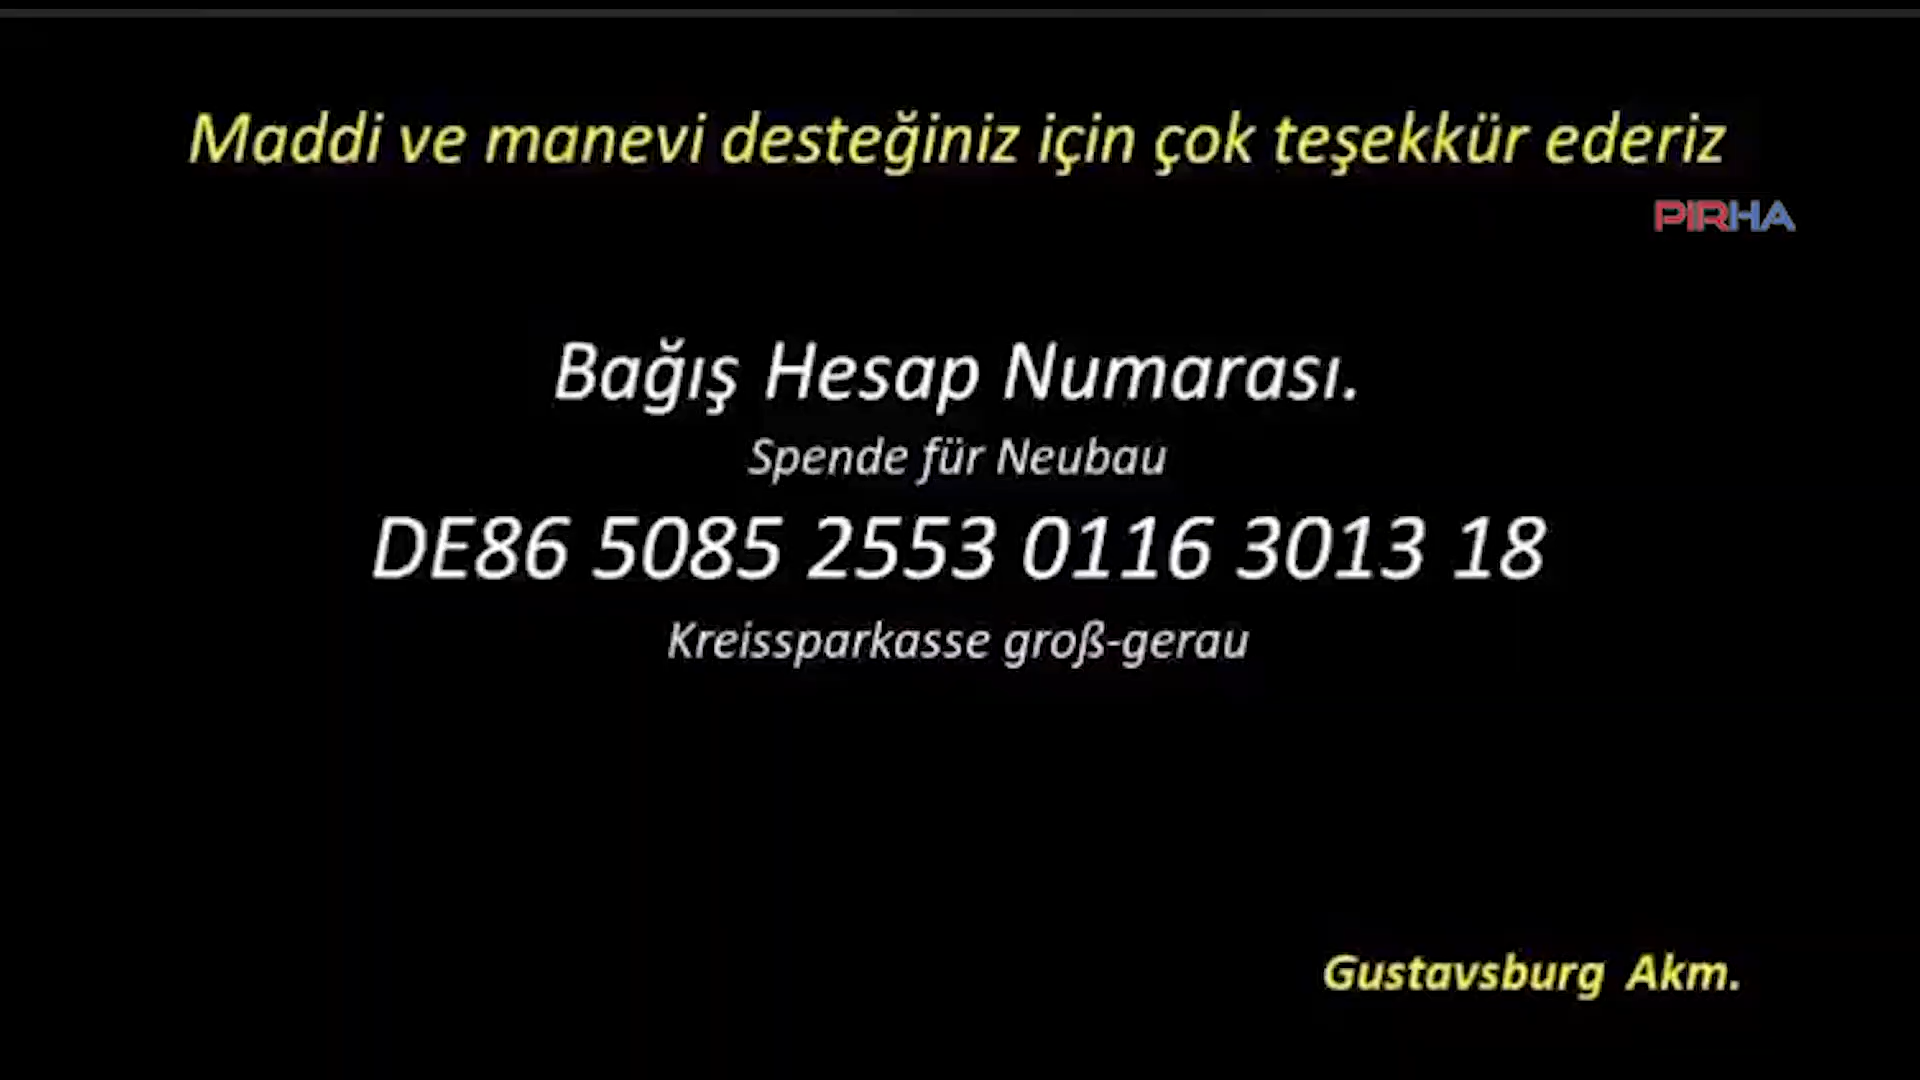 Maddi ve manevi desteğiniz için çok teşekkür ederiz
PIRHA
Bağış Hesap Numarası.
Spende für Neubau
DE86 5085 2553 0116 3013 18
Kreissparkasse groß-gerau
Gustavsburg Akm.